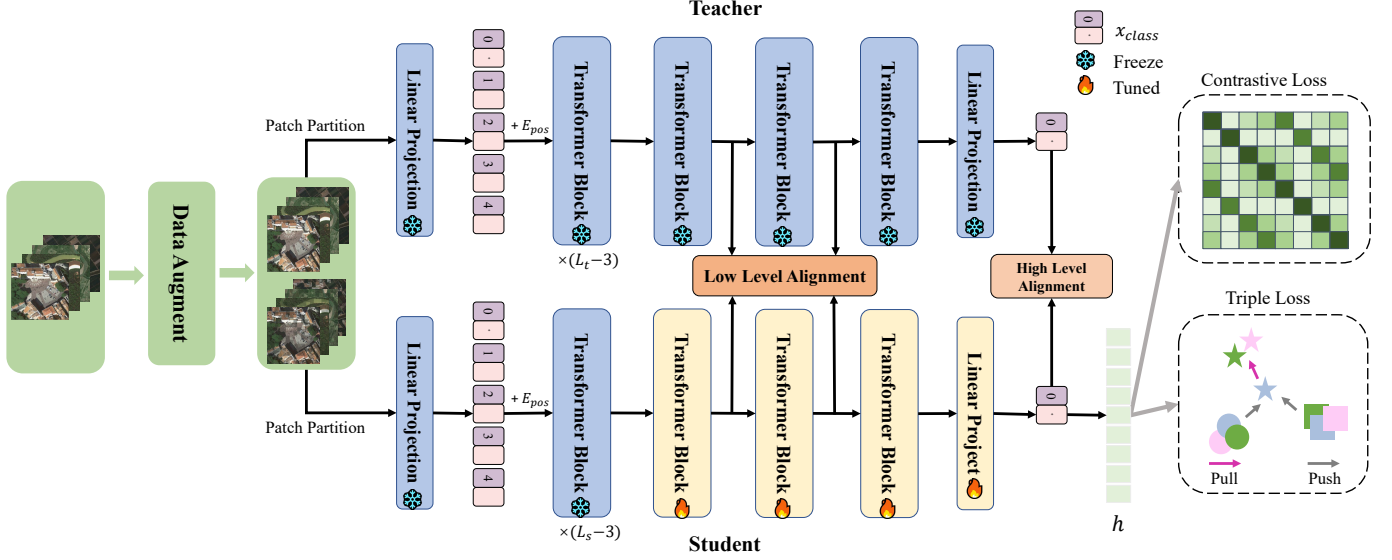 Teacher
0
·
x_class
Freeze
Tuned
Patch Partition
Linear Projection
0
·
1
2
3
4
+ E_pos
Transformer Block
×(L_t−3)
Transformer Block
Transformer Block
Transformer Block
Linear Projection
0
·
Contrastive Loss
Data Augment
Low Level Alignment
High Level
Alignment
Triple Loss
Pull
Push
Patch Partition
Linear Projection
0
·
1
2
3
4
+ E_pos
Transformer Block
×(L_s−3)
Transformer Block
Transformer Block
Transformer Block
Linear Project
0
·
h
Student